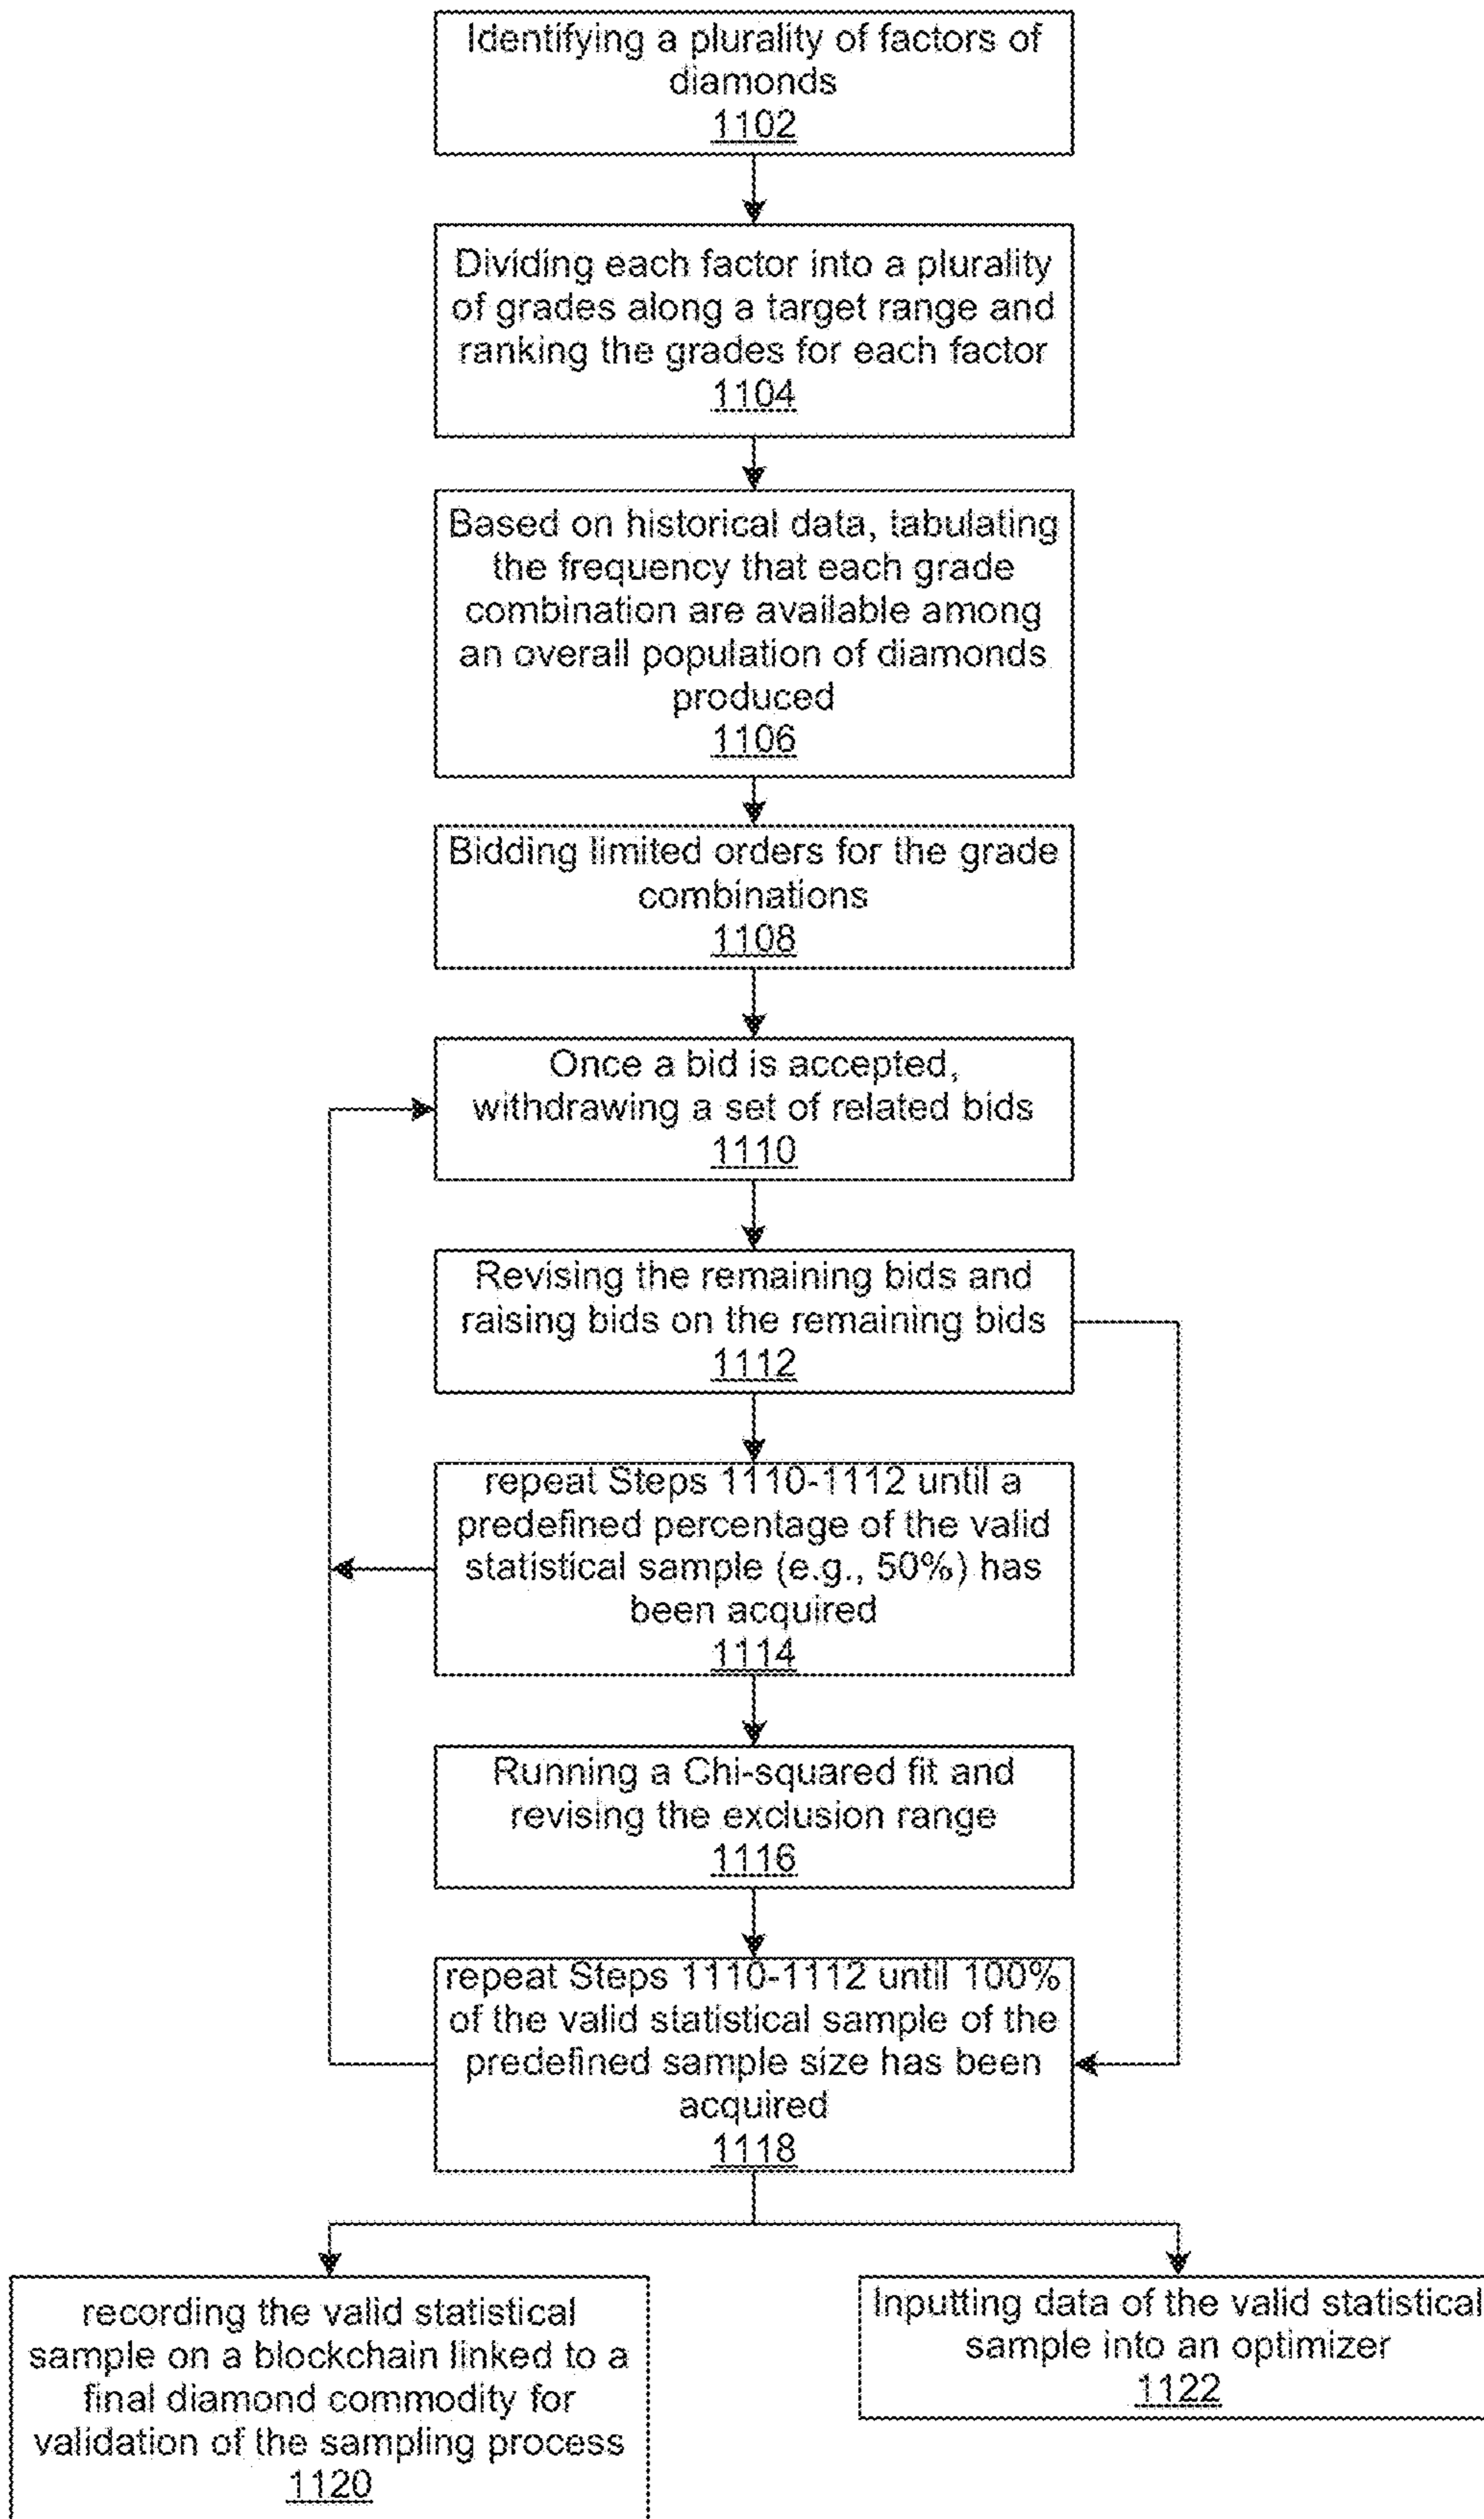 Identifying a plurality of factors of
diamonds
1102
Dividing each factor into a plurality
of grades along a target range and
ranking the grades for each factor
1104
Based on historical data, tabulating
the frequency that each grade
combination are available among
an overall population of diamonds
produced
1106
Bidding limited orders for the grade
combinations
1108
Once a bid is accepted,
withdrawing a set of related bids
1110
Revising the remaining bids and
raising bids on the remaining bids
1112
repeat Steps 1110-1112 until a
predefined percentage of the valid
statistical sample (e.g., 50%) has
been acquired
1114
Running a Chi-squared fit and
revising the exclusion range
1116
repeat Steps 1110-1112 until 100%
of the valid statistical sample of the
predefined sample size has been
acquired
1118
recording the valid statistical
sample on a blockchain linked to a
final diamond commodity for
validation of the sampling process
1120
Inputting data of the valid statistical
sample into an optimizer
1122